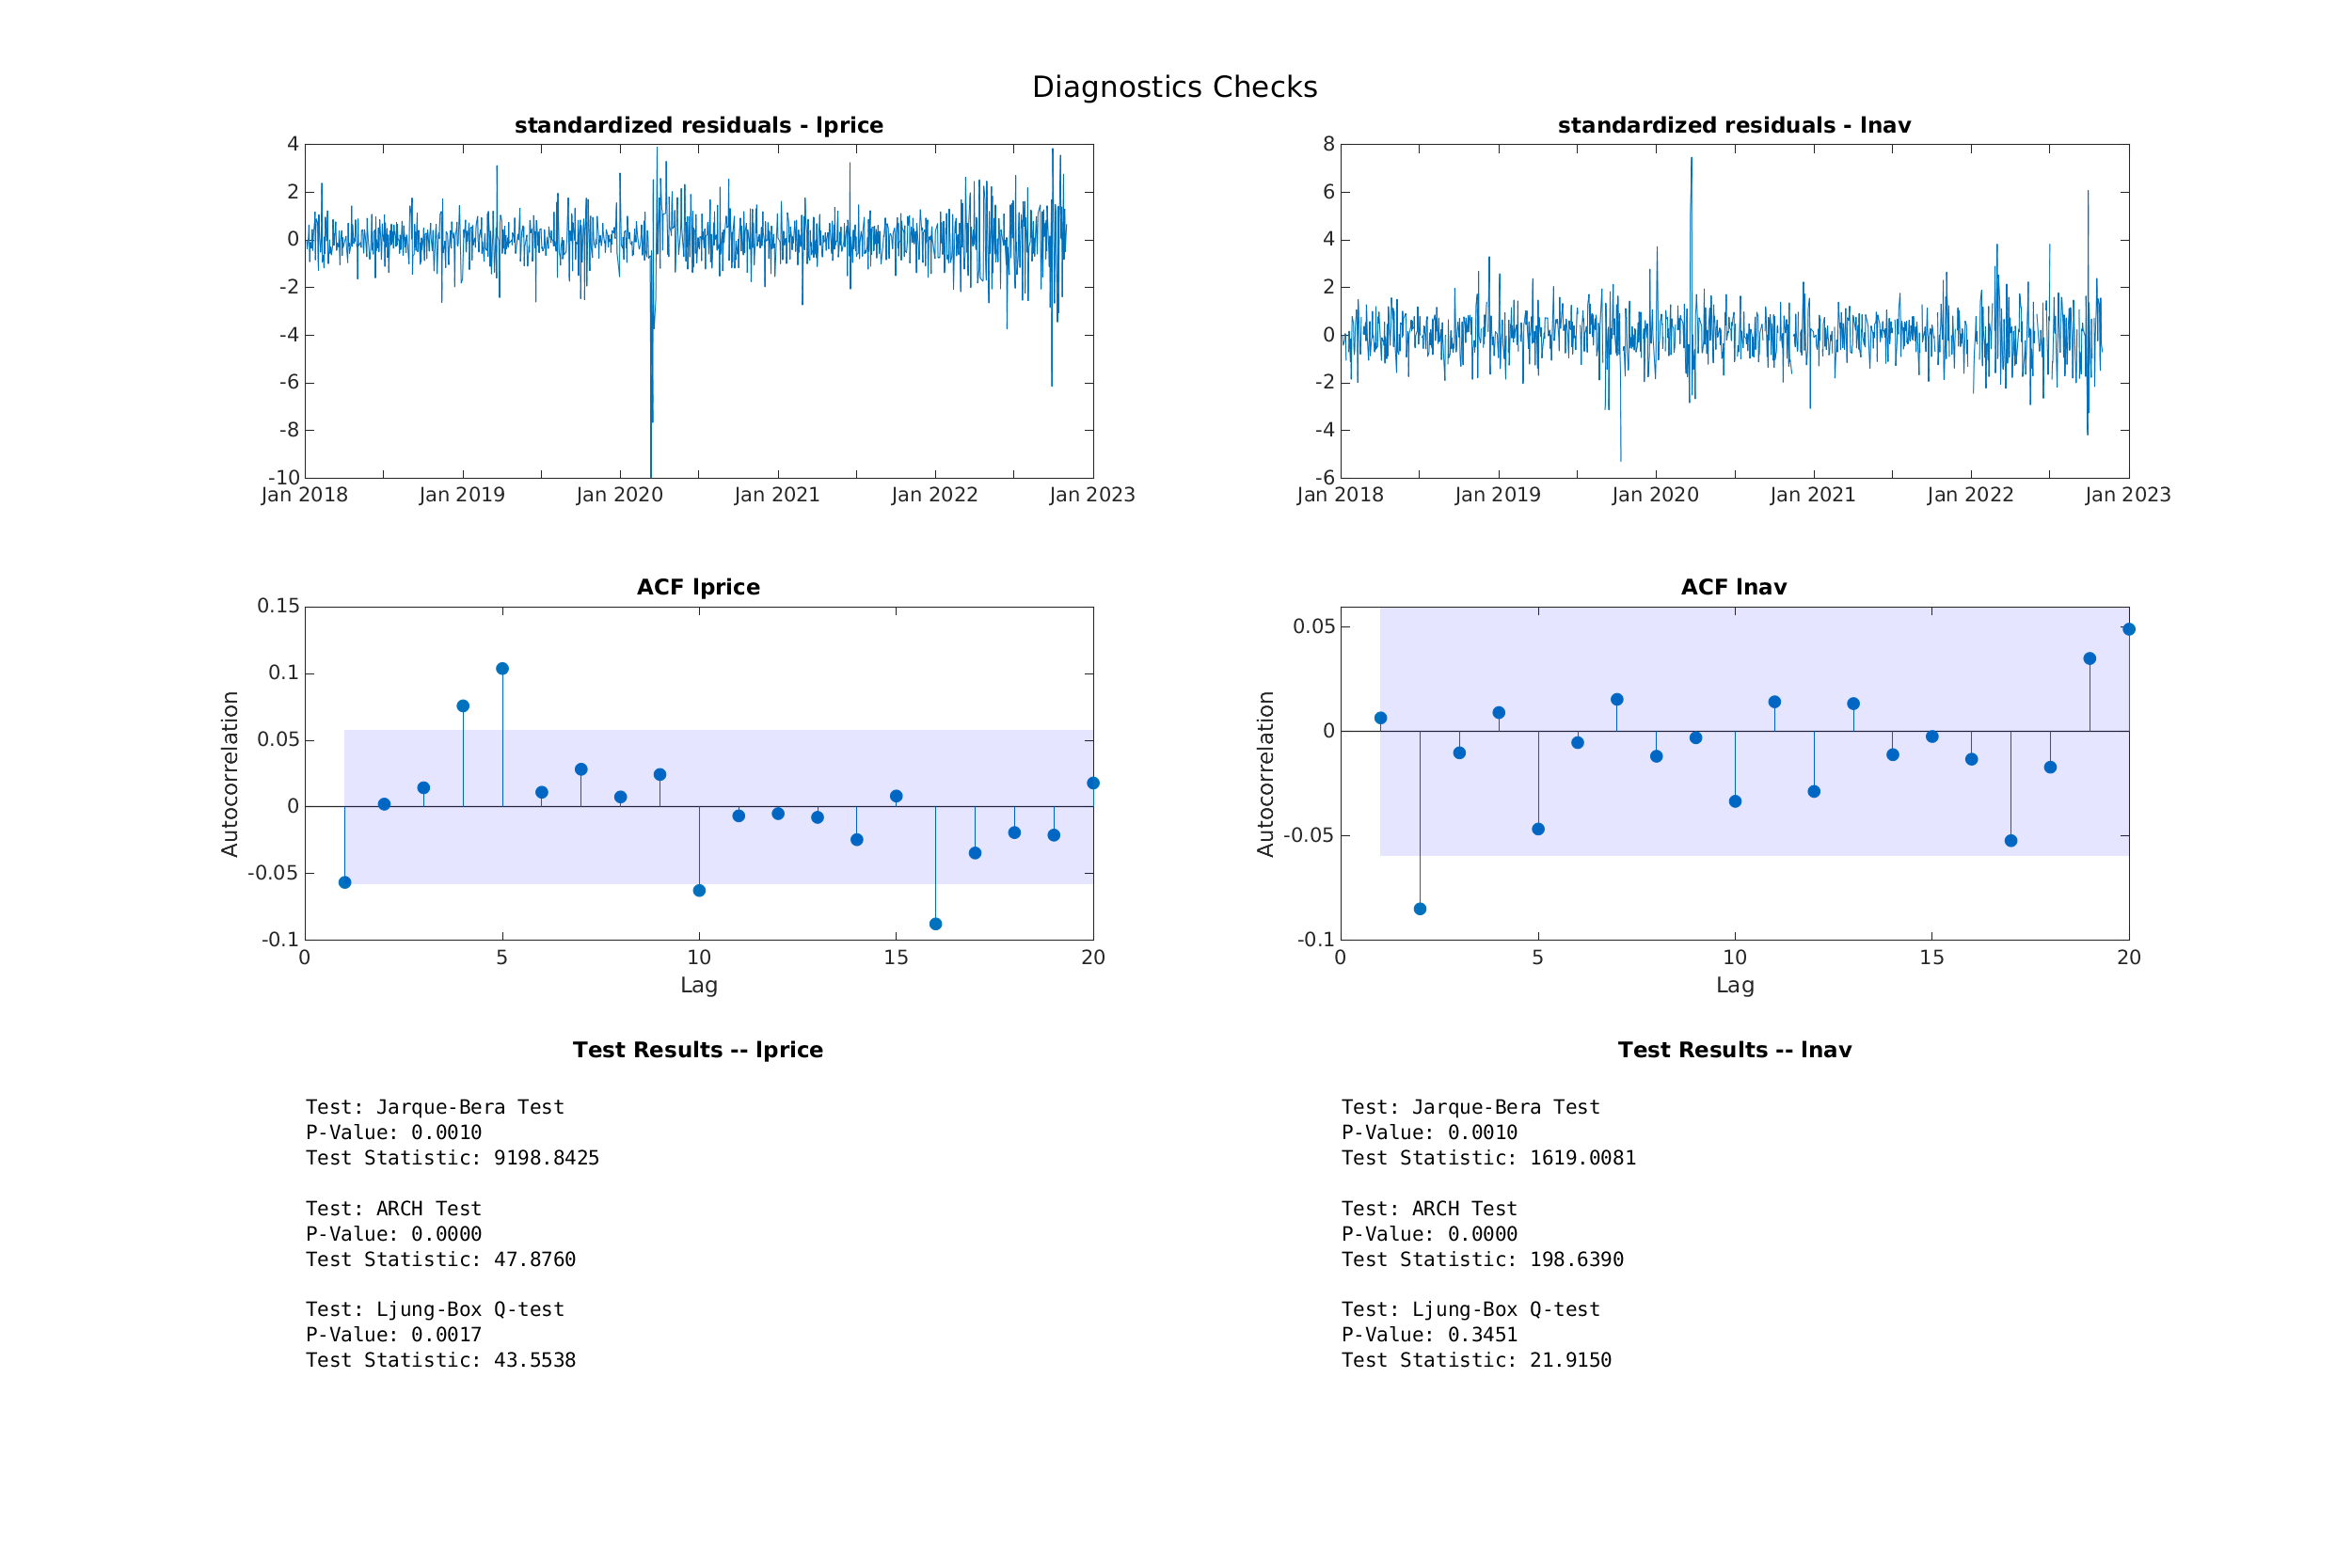 Diagnostics Checks
standardized residuals - lprice
4
2
0
-2
-4
-6
-8
-10
Jan 2018
Jan 2019
Jan 2020
Jan 2021
Jan 2022
Jan 2023
standardized residuals - lnav
8
6
4
2
0
-2
-4
-6
Jan 2018
Jan 2019
Jan 2020
Jan 2021
Jan 2022
Jan 2023
ACF lprice
0.15
0.1
0.05
0
-0.05
-0.1
Autocorrelation
0
5
10
15
20
Lag
ACF lnav
0.05
0
-0.05
-0.1
Autocorrelation
0
5
10
15
20
Lag
Test Results -- lprice
Test: Jarque-Bera Test
P-Value: 0.0010
Test Statistic: 9198.8425
Test: ARCH Test
P-Value: 0.0000
Test Statistic: 47.8760
Test: Ljung-Box Q-test
P-Value: 0.0017
Test Statistic: 43.5538
Test Results -- lnav
Test: Jarque-Bera Test
P-Value: 0.0010
Test Statistic: 1619.0081
Test: ARCH Test
P-Value: 0.0000
Test Statistic: 198.6390
Test: Ljung-Box Q-test
P-Value: 0.3451
Test Statistic: 21.9150